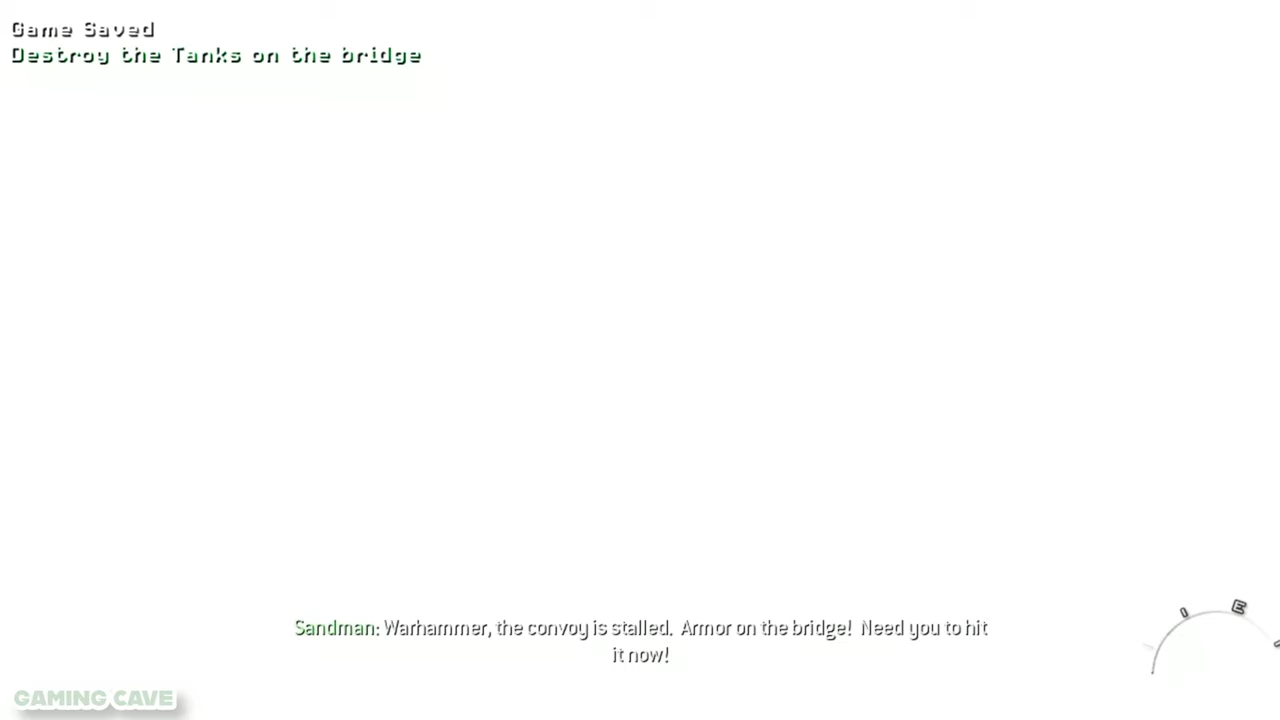 Game Saved
Destroy the Tanks on the bridge
Sandman: Warhammer, the convoy is stalled.  Armor on the bridge!  Need you to hit
it now!
E
GAMING CAVE